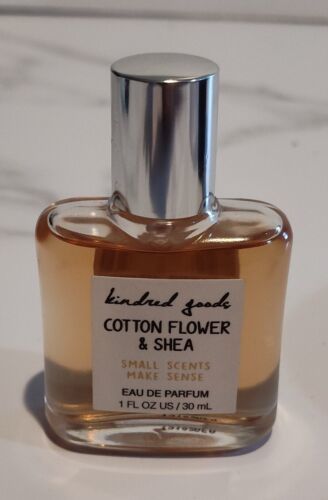 kindred goods
COTTON FLOWER
& SHEA
SMALL SCENTS
MAKE SENSE
EAU DE PARFUM
1 FL OZ US / 30 mL